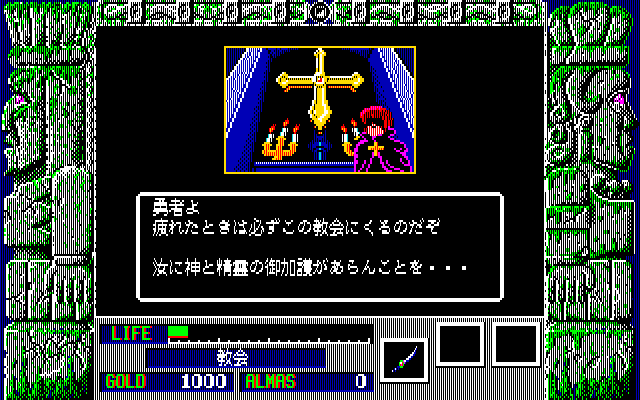 勇者よ
疲れたときは必ずこの教会にくるのだぞ
汝に神と精靈の御加護があらんことを・・・
LIFE
教会
GOLD 1000 ALMAS 0